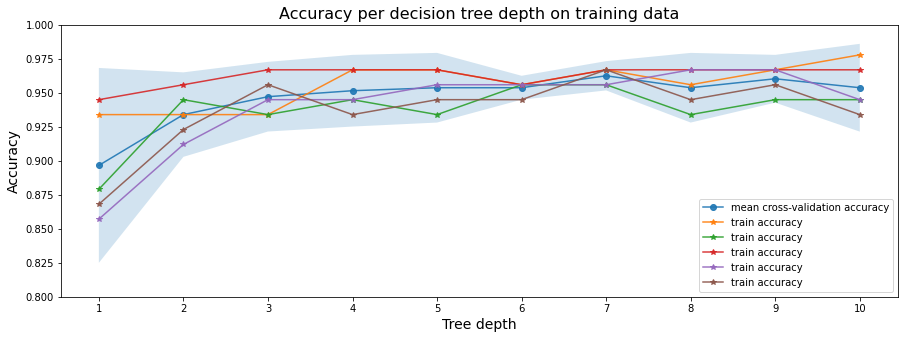 Accuracy per decision tree depth on training data
1.000
0.975
0.950
0.925
0.900
0.875
0.850
0.825
0.800
Accuracy
mean cross-validation accuracy
train accuracy
train accuracy
train accuracy
train accuracy
train accuracy
1 2 3 4 5 6 7 8 9 10
Tree depth